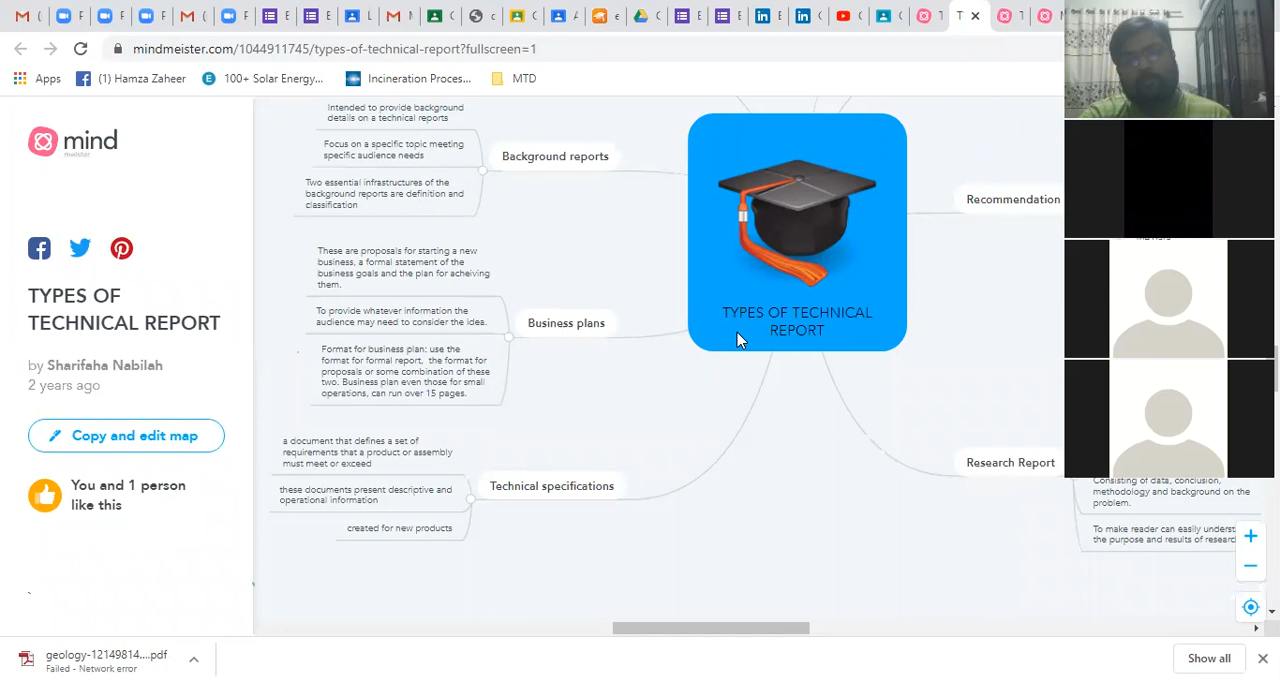 mindmeister.com/1044911745/types-of-technical-report?fullscreen=1
Apps
(1) Hamza Zaheer
100+ Solar Energy...
Incineration Proces...
MTD
mind
meister
TYPES OF
TECHNICAL REPORT
by Sharifaha Nabilah
2 years ago
Copy and edit map
You and 1 person
like this
Intended to provide background
details on a technical reports
Focus on a specific topic meeting
specific audience needs
Two essential infrastructures of the
background reports are definition and
classification
Background reports
These are proposals for starting a new
business, a formal statement of the
business goals and the plan for acheiving
them.
To provide whatever information the
audience may need to consider the idea.
Format for business plan: use the
format for formal report, the format for
proposals or some combination of these
two. Business plan even those for small
operations, can run over 15 pages.
Business plans
a document that defines a set of
requirements that a product or assembly
must meet or exceed
these documents present descriptive and
operational information
created for new products
Technical specifications
TYPES OF TECHNICAL
REPORT
Recommendation
Research Report
Consisting of data, conclusion,
methodology and background on the
problem.
To make reader can easily underst
the purpose and results of researc
geology-12149814....pdf
Failed - Network error
Show all